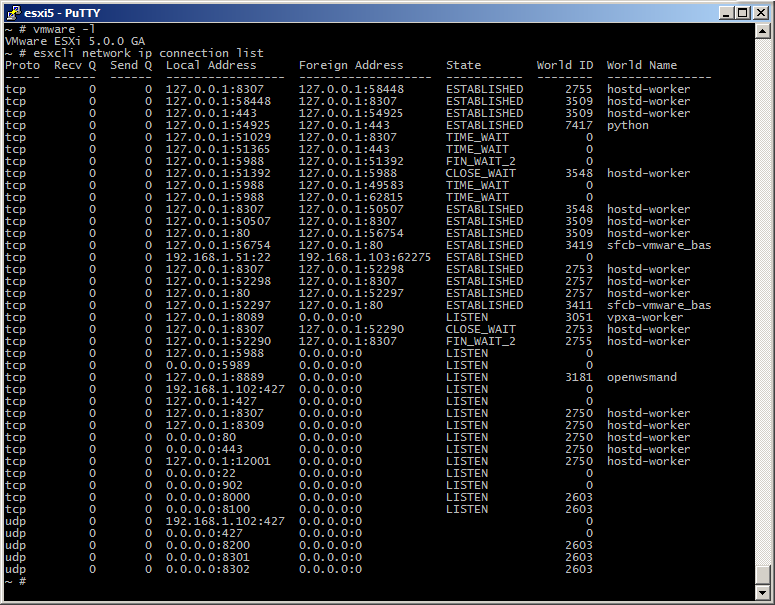 esxi5 - PuTTY
~ # vmware -l
VMware ESXi 5.0.0 GA
~ # esxcli network ip connection list
Proto  Recv Q  Send Q  Local Address      Foreign Address      State        World ID  World Name
-----  ------  ------  -----------------  -------------------  -----------  --------  ---------------
tcp         0       0  127.0.0.1:8307     127.0.0.1:58448      ESTABLISHED      2755  hostd-worker
tcp         0       0  127.0.0.1:58448    127.0.0.1:8307       ESTABLISHED      3509  hostd-worker
tcp         0       0  127.0.0.1:443      127.0.0.1:54925      ESTABLISHED      3509  hostd-worker
tcp         0       0  127.0.0.1:54925    127.0.0.1:443        ESTABLISHED      7417  python
tcp         0       0  127.0.0.1:51029    127.0.0.1:8307       TIME_WAIT           0
tcp         0       0  127.0.0.1:51365    127.0.0.1:443        TIME_WAIT           0
tcp         0       0  127.0.0.1:5988     127.0.0.1:51392      FIN_WAIT_2          0
tcp         0       0  127.0.0.1:51392    127.0.0.1:5988       CLOSE_WAIT       3548  hostd-worker
tcp         0       0  127.0.0.1:5988     127.0.0.1:49583      TIME_WAIT           0
tcp         0       0  127.0.0.1:5988     127.0.0.1:62815      TIME_WAIT           0
tcp         0       0  127.0.0.1:8307     127.0.0.1:50507      ESTABLISHED      3548  hostd-worker
tcp         0       0  127.0.0.1:50507    127.0.0.1:8307       ESTABLISHED      3509  hostd-worker
tcp         0       0  127.0.0.1:80       127.0.0.1:56754      ESTABLISHED      3509  hostd-worker
tcp         0       0  127.0.0.1:56754    127.0.0.1:80         ESTABLISHED      3419  sfcb-vmware_bas
tcp         0       0  192.168.1.51:22    192.168.1.103:62275  ESTABLISHED         0
tcp         0       0  127.0.0.1:8307     127.0.0.1:52298      ESTABLISHED      2753  hostd-worker
tcp         0       0  127.0.0.1:52298    127.0.0.1:8307       ESTABLISHED      2757  hostd-worker
tcp         0       0  127.0.0.1:80       127.0.0.1:52297      ESTABLISHED      2757  hostd-worker
tcp         0       0  127.0.0.1:52297    127.0.0.1:80         ESTABLISHED      3411  sfcb-vmware_bas
tcp         0       0  127.0.0.1:8089     0.0.0.0:0            LISTEN           3051  vpxa-worker
tcp         0       0  127.0.0.1:8307     127.0.0.1:52290      CLOSE_WAIT       2753  hostd-worker
tcp         0       0  127.0.0.1:52290    127.0.0.1:8307       FIN_WAIT_2       2755  hostd-worker
tcp         0       0  127.0.0.1:5988     0.0.0.0:0            LISTEN              0
tcp         0       0  0.0.0.0:5989       0.0.0.0:0            LISTEN              0
tcp         0       0  127.0.0.1:8889     0.0.0.0:0            LISTEN           3181  openwsmand
tcp         0       0  192.168.1.102:427  0.0.0.0:0            LISTEN              0
tcp         0       0  127.0.0.1:427      0.0.0.0:0            LISTEN              0
tcp         0       0  127.0.0.1:8307     0.0.0.0:0            LISTEN           2750  hostd-worker
tcp         0       0  127.0.0.1:8309     0.0.0.0:0            LISTEN           2750  hostd-worker
tcp         0       0  0.0.0.0:80         0.0.0.0:0            LISTEN           2750  hostd-worker
tcp         0       0  0.0.0.0:443        0.0.0.0:0            LISTEN           2750  hostd-worker
tcp         0       0  127.0.0.1:12001    0.0.0.0:0            LISTEN           2750  hostd-worker
tcp         0       0  0.0.0.0:22         0.0.0.0:0            LISTEN              0
tcp         0       0  0.0.0.0:902        0.0.0.0:0            LISTEN              0
tcp         0       0  0.0.0.0:8000       0.0.0.0:0            LISTEN           2603
tcp         0       0  0.0.0.0:8100       0.0.0.0:0            LISTEN           2603
udp         0       0  192.168.1.102:427  0.0.0.0:0                                0
udp         0       0  0.0.0.0:427        0.0.0.0:0                                0
udp         0       0  0.0.0.0:8200       0.0.0.0:0                             2603
udp         0       0  0.0.0.0:8301       0.0.0.0:0                             2603
udp         0       0  0.0.0.0:8302       0.0.0.0:0                             2603
~ #